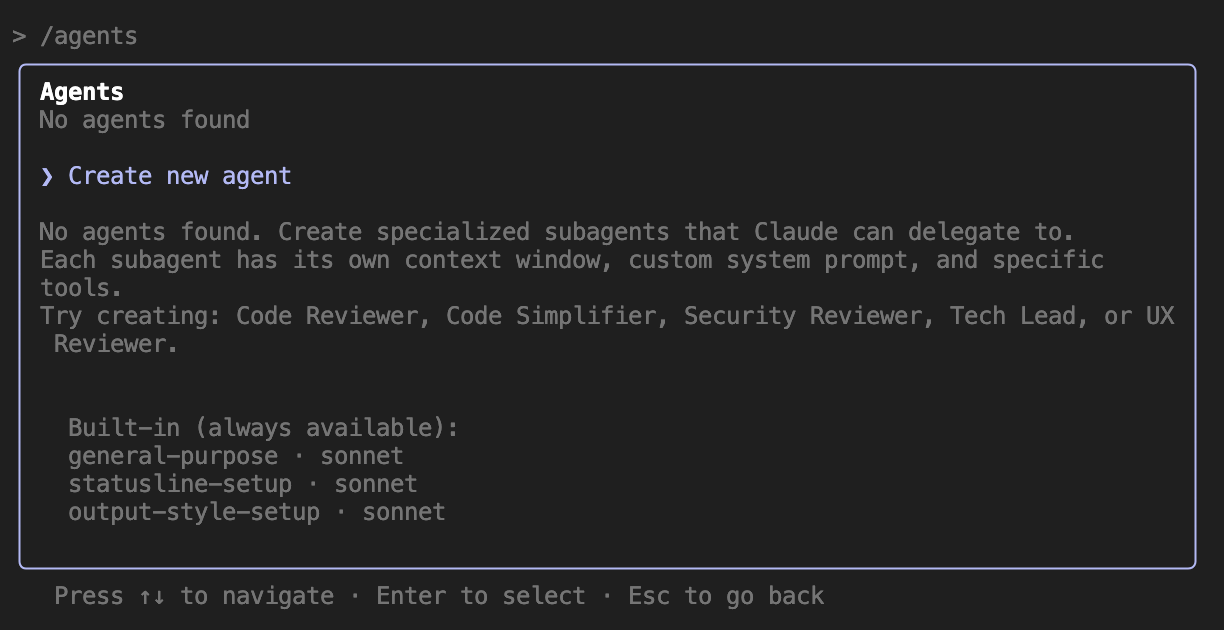 > /agents
Agents
No agents found
❯ Create new agent
No agents found. Create specialized subagents that Claude can delegate to.
Each subagent has its own context window, custom system prompt, and specific
tools.
Try creating: Code Reviewer, Code Simplifier, Security Reviewer, Tech Lead, or UX
Reviewer.
Built-in (always available):
general-purpose · sonnet
statusline-setup · sonnet
output-style-setup · sonnet
Press ↑↓ to navigate · Enter to select · Esc to go back